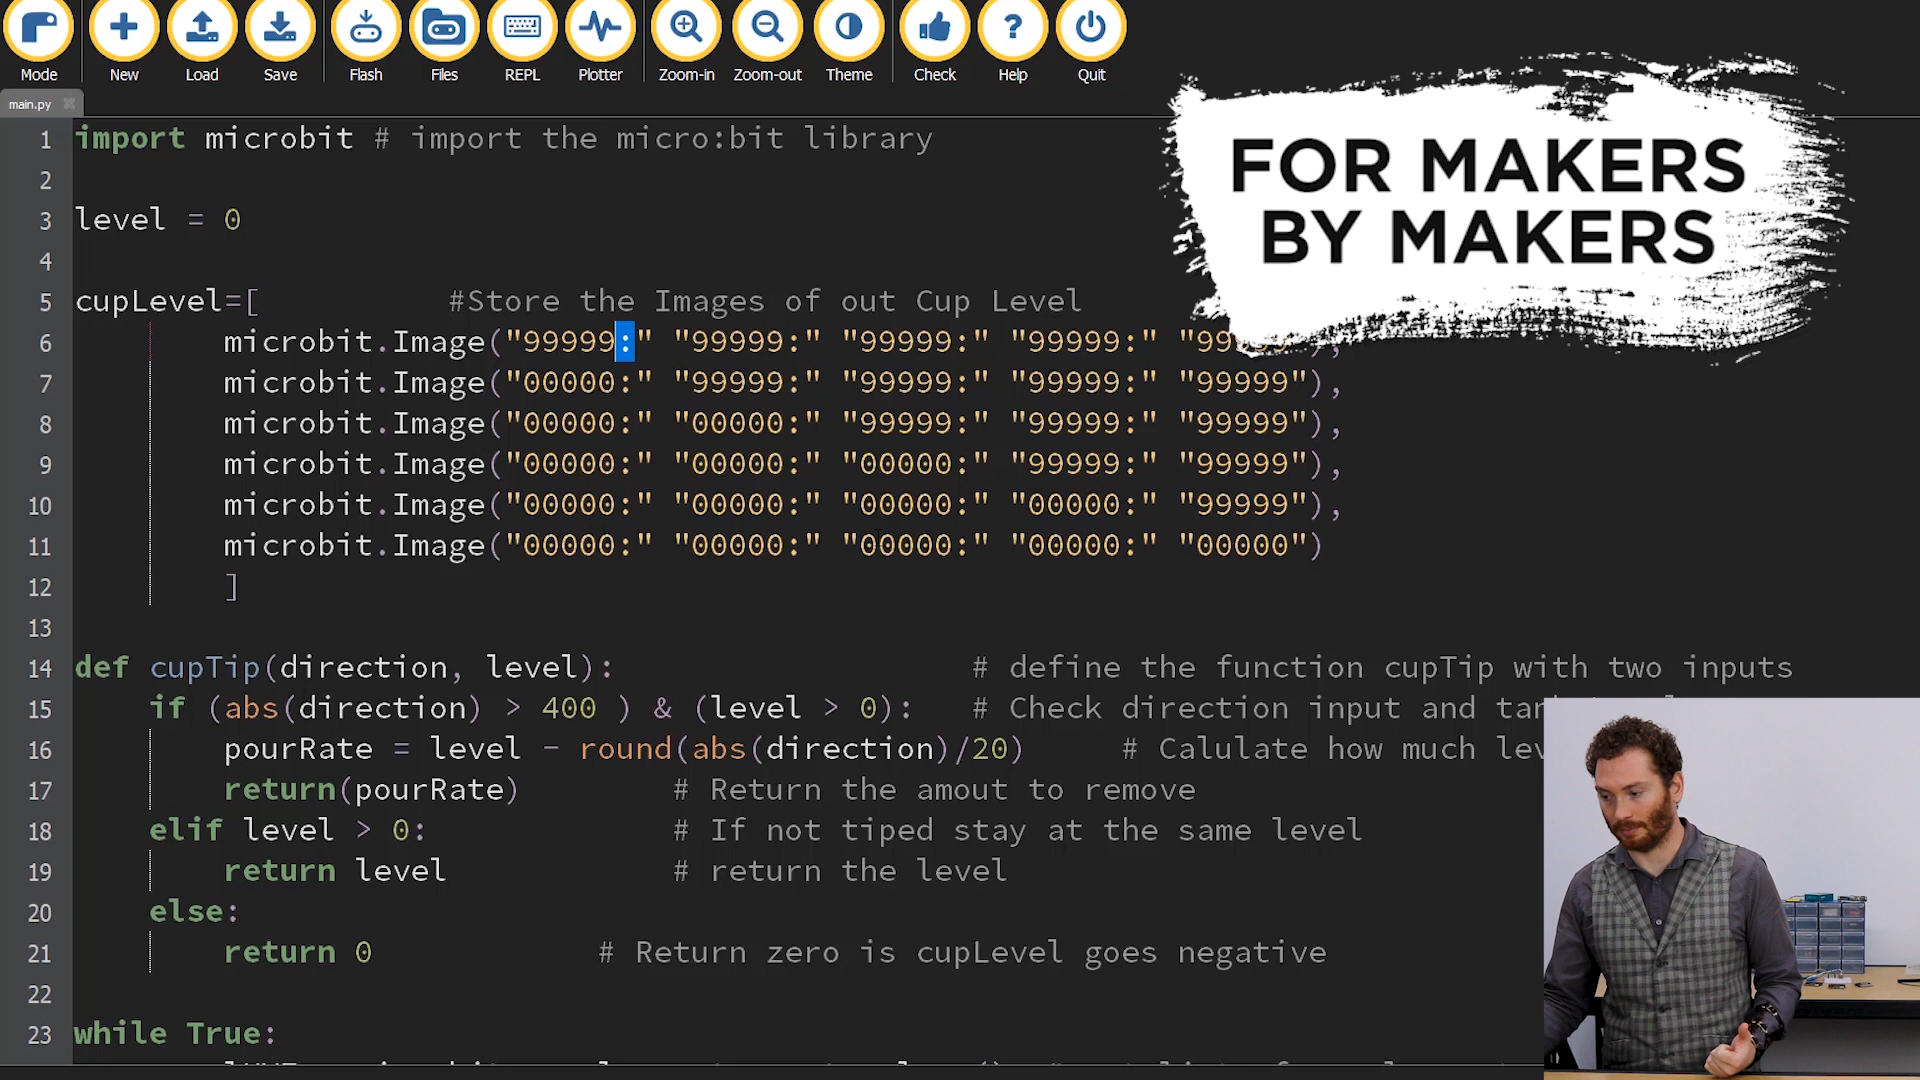 Mode New Load Save Flash Files REPL Plotter Zoom-in Zoom-out Theme Check Help Quit
main.py
FOR MAKERS
BY MAKERS
1 import microbit # import the micro:bit library
2
3 level = 0
4
5 cupLevel=[ #Store the Images of out Cup Level
6 microbit.Image("99999:" "99999:" "99999:" "99999:"
7 microbit.Image("00000:" "99999:" "99999:" "99999:" "99999"),
8 microbit.Image("00000:" "00000:" "99999:" "99999:" "99999"),
9 microbit.Image("00000:" "00000:" "00000:" "99999:" "99999"),
10 microbit.Image("00000:" "00000:" "00000:" "00000:" "99999"),
11 microbit.Image("00000:" "00000:" "00000:" "00000:" "00000")
12 ]
13
14 def cupTip(direction, level): # define the function cupTip with two inputs
15 if (abs(direction) > 400 ) & (level > 0): # Check direction input and
16 pourRate = level - round(abs(direction)/20) # Calulate how much
17 return(pourRate) # Return the amout to remove
18 elif level > 0: # If not tiped stay at the same level
19 return level # return the level
20 else:
21 return 0 # Return zero is cupLevel goes negative
22
23 while True: